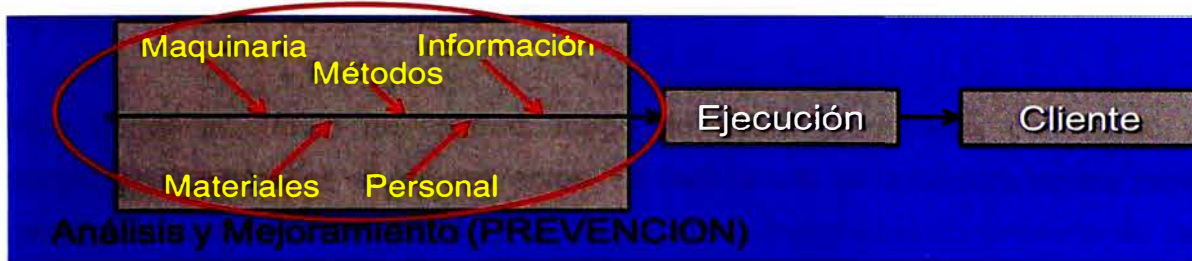 Maquinaria
Información
Métodos
Ejecución
Cliente
Materiales
Personal
Análisis y Mejoramiento (PREVENCION)